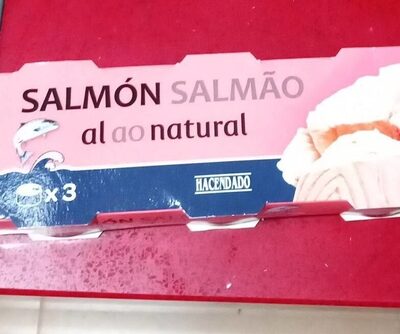 SALMÓN SALMÃO
al ao natural
x3
HACENDADO